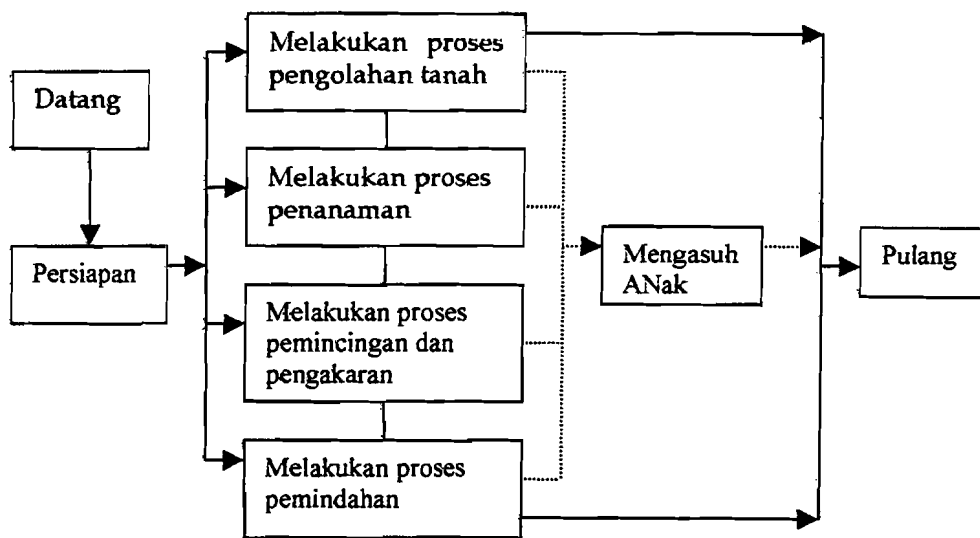 Datang
Persiapan
Melakukan proses
pengolahan tanah
Melakukan proses
penanaman
Melakukan proses
pemincingan dan
pengakaran
Melakukan proses
pemindahan
Mengasuh
ANak
Pulang